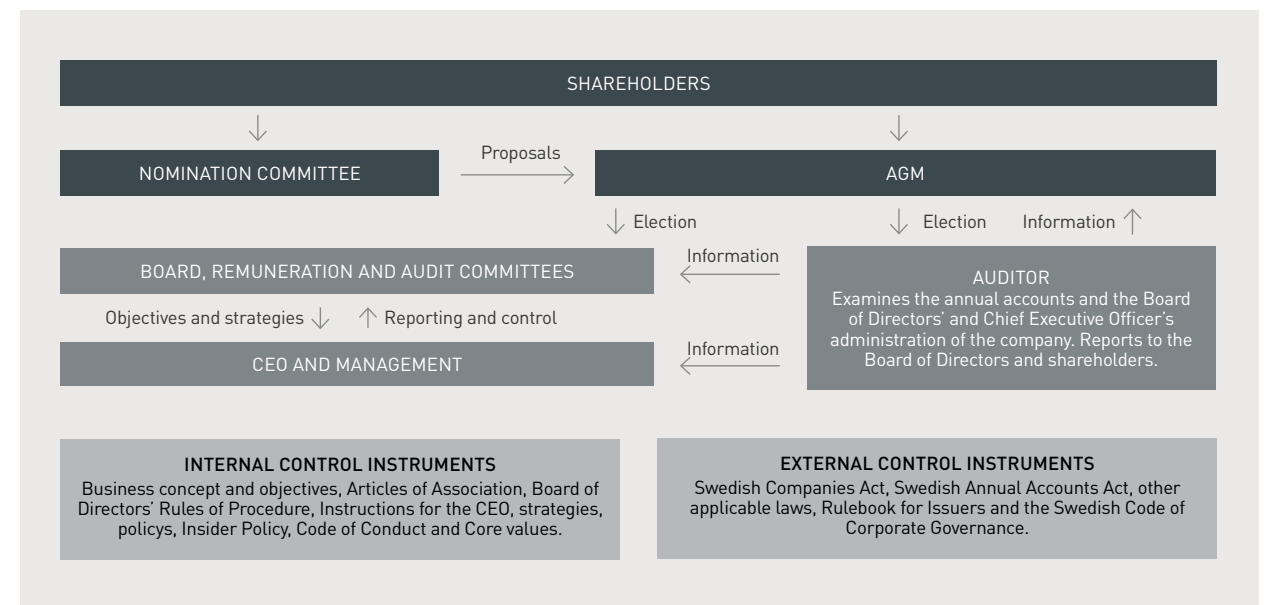 SHAREHOLDERS
NOMINATION COMMITTEE
Proposals
AGM
Election
Election
Information
BOARD, REMUNERATION AND AUDIT COMMITTEES
Information
Objectives and strategies
Reporting and control
CEO AND MANAGEMENT
Information
AUDITOR
Examines the annual accounts and the Board
of Directors’ and Chief Executive Officer’s
administration of the company. Reports to the
Board of Directors and shareholders.
INTERNAL CONTROL INSTRUMENTS
Business concept and objectives, Articles of Association, Board of
Directors’ Rules of Procedure, Instructions for the CEO, strategies,
policys, Insider Policy, Code of Conduct and Core values.
EXTERNAL CONTROL INSTRUMENTS
Swedish Companies Act, Swedish Annual Accounts Act, other
applicable laws, Rulebook for Issuers and the Swedish Code of
Corporate Governance.